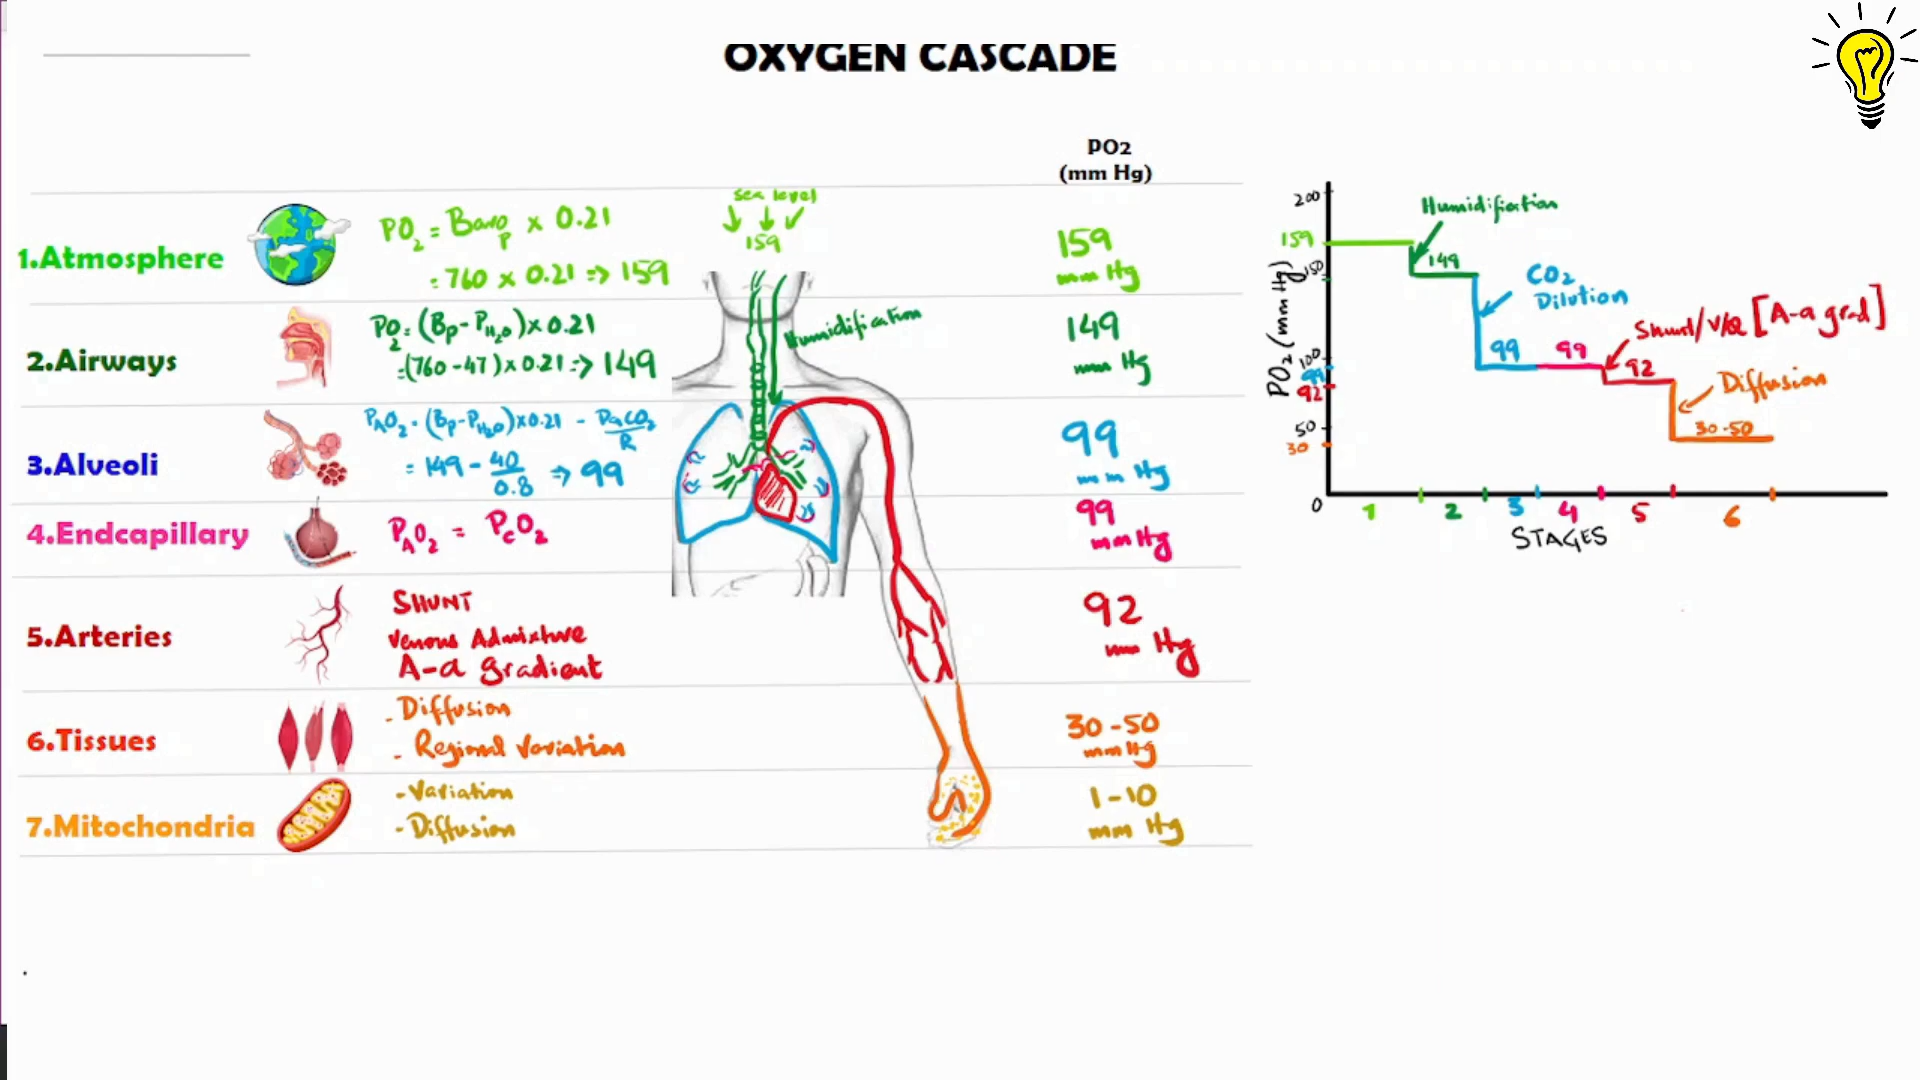 OXYGEN CASCADE
PO2
(mm Hg)
sea level
159
1.Atmosphere
PO₂ = Baro p × 0.21
= 760 × 0.21 => 159
159
mm Hg
2.Airways
PO₂ = (Bp - PH₂O) × 0.21
= (760 - 47) × 0.21 => 149
Humidification
149
mm Hg
3.Alveoli
PAO₂ = (Bp - PH₂O) × 0.21 - PaCO₂/R
= 149 - 40/0.8 => 99
99
mm Hg
4.Endcapillary
PAO₂ = PcO₂
99
mm Hg
5.Arteries
SHUNT
Venous Admixture
A-a gradient
92
mm Hg
6.Tissues
- Diffusion
- Regional Variation
30-50
mm Hg
7.Mitochondria
- Variation
- Diffusion
1-10
mm Hg
PO₂ (mm Hg)
200
159
150
100
99
92
50
30
0
Humidification
149
CO₂
Dilution
99
99
Shunt/V/Q [A-a grad]
92
Diffusion
30-50
1 2 3 4 5 6
STAGES